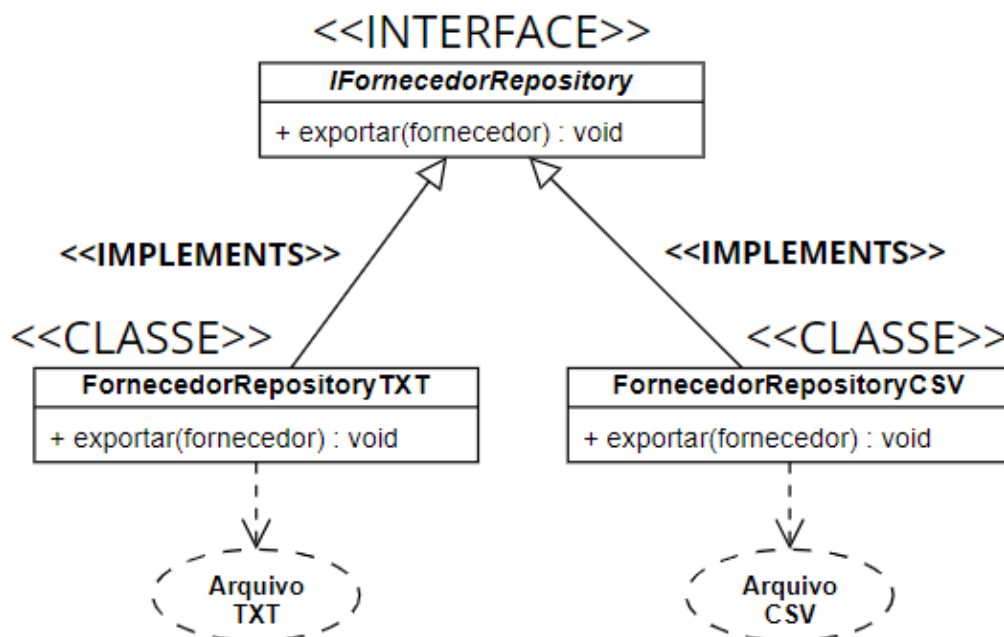 <<INTERFACE>>
IFornecedorRepository
+ exportar(fornecedor) : void
<<IMPLEMENTS>>
<<IMPLEMENTS>>
<<CLASSE>>
<<CLASSE>>
FornecedorRepositoryTXT
FornecedorRepositoryCSV
+ exportar(fornecedor) : void
+ exportar(fornecedor) : void
Arquivo
TXT
Arquivo
CSV